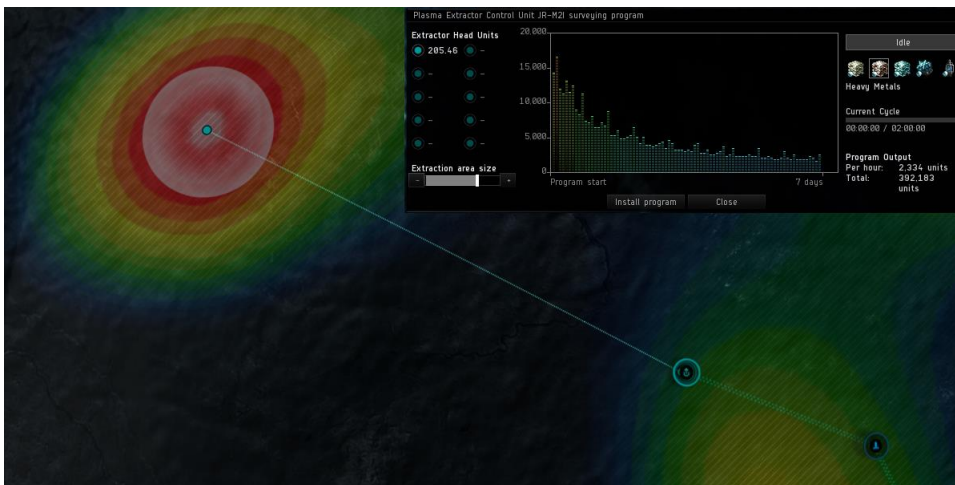 Plasma Extractor Control Unit JR-M2I surveying program
Extractor Head Units
205.46 -
- -
- -
- -
- -
Extraction area size
- +
20.000
15.000
10.000
5.000
0
Program start 7 days
Install program Close
Idle
Heavy Metals
Current Cycle
00:00:00 / 02:00:00
Program Output
Per hour: 2,334 units
Total: 392,183
units